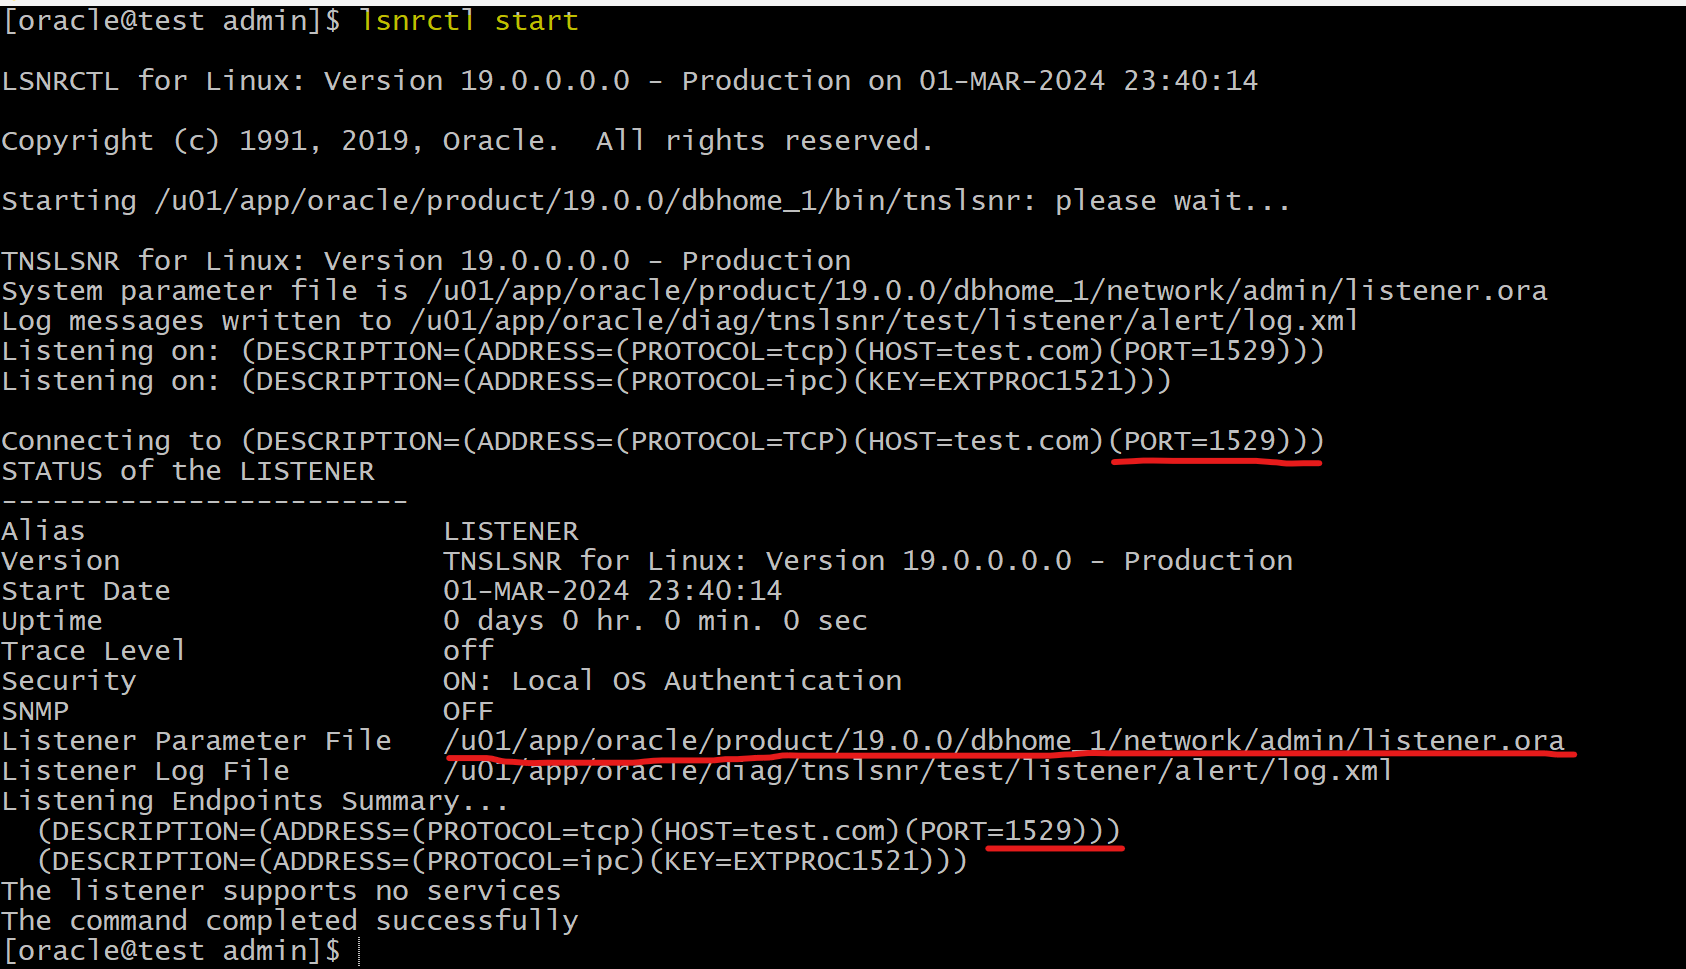 [oracle@test admin]$ lsnrctl start
LSNRCTL for Linux: Version 19.0.0.0.0 - Production on 01-MAR-2024 23:40:14
Copyright (c) 1991, 2019, Oracle.  All rights reserved.
Starting /u01/app/oracle/product/19.0.0/dbhome_1/bin/tnslsnr: please wait...
TNSLSNR for Linux: Version 19.0.0.0.0 - Production
System parameter file is /u01/app/oracle/product/19.0.0/dbhome_1/network/admin/listener.ora
Log messages written to /u01/app/oracle/diag/tnslsnr/test/listener/alert/log.xml
Listening on: (DESCRIPTION=(ADDRESS=(PROTOCOL=tcp)(HOST=test.com)(PORT=1529)))
Listening on: (DESCRIPTION=(ADDRESS=(PROTOCOL=ipc)(KEY=EXTPROC1521)))
Connecting to (DESCRIPTION=(ADDRESS=(PROTOCOL=TCP)(HOST=test.com)(PORT=1529)))
STATUS of the LISTENER
------------------------
Alias                     LISTENER
Version                   TNSLSNR for Linux: Version 19.0.0.0.0 - Production
Start Date                01-MAR-2024 23:40:14
Uptime                    0 days 0 hr. 0 min. 0 sec
Trace Level               off
Security                  ON: Local OS Authentication
SNMP                      OFF
Listener Parameter File   /u01/app/oracle/product/19.0.0/dbhome_1/network/admin/listener.ora
Listener Log File         /u01/app/oracle/diag/tnslsnr/test/listener/alert/log.xml
Listening Endpoints Summary...
  (DESCRIPTION=(ADDRESS=(PROTOCOL=tcp)(HOST=test.com)(PORT=1529)))
  (DESCRIPTION=(ADDRESS=(PROTOCOL=ipc)(KEY=EXTPROC1521)))
The listener supports no services
The command completed successfully
[oracle@test admin]$